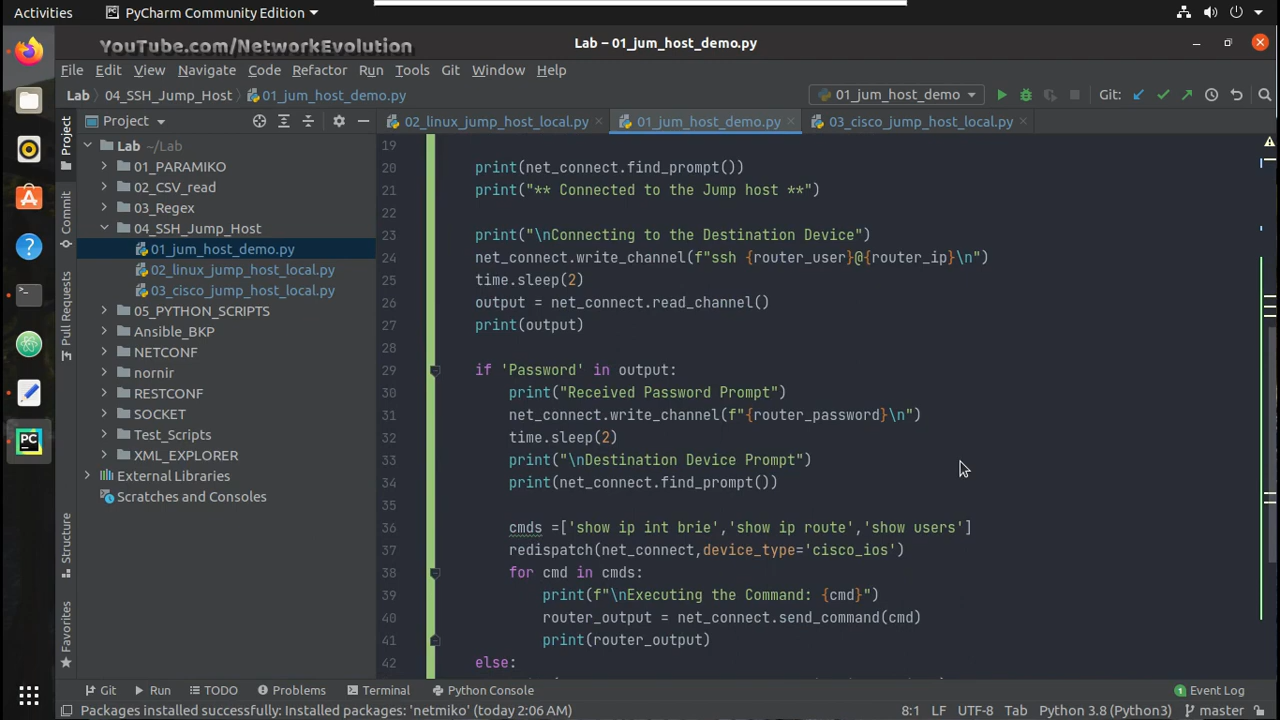 Activities
PyCharm Community Edition
YouTube.com/NetworkEvolution
Lab – 01_jum_host_demo.py
File Edit View Navigate Code Refactor Run Tools Git Window Help
Lab 04_SSH_Jump_Host 01_jum_host_demo.py
01_jum_host_demo
Git:
Project
02_linux_jump_host_local.py
01_jum_host_demo.py
03_cisco_jump_host_local.py
Project
Commit
Pull Requests
Structure
Favorites
Lab ~/Lab
01_PARAMIKO
02_CSV_read
03_Regex
04_SSH_Jump_Host
01_jum_host_demo.py
02_linux_jump_host_local.py
03_cisco_jump_host_local.py
05_PYTHON_SCRIPTS
Ansible_BKP
NETCONF
nornir
RESTCONF
SOCKET
Test_Scripts
XML_EXPLORER
External Libraries
Scratches and Consoles
19
20 print(net_connect.find_prompt())
21 print("** Connected to the Jump host **")
22
23 print("\nConnecting to the Destination Device")
24 net_connect.write_channel(f"ssh {router_user}@{router_ip}\n")
25 time.sleep(2)
26 output = net_connect.read_channel()
27 print(output)
28
29 if 'Password' in output:
30 print("Received Password Prompt")
31 net_connect.write_channel(f"{router_password}\n")
32 time.sleep(2)
33 print("\nDestination Device Prompt")
34 print(net_connect.find_prompt())
35
36 cmds =['show ip int brie','show ip route','show users']
37 redispatch(net_connect,device_type='cisco_ios')
38 for cmd in cmds:
39 print(f"\nExecuting the Command: {cmd}")
40 router_output = net_connect.send_command(cmd)
41 print(router_output)
42 else:
PC
Git Run TODO Problems Terminal Python Console
1 Event Log
Packages installed successfully: Installed packages: 'netmiko' (today 2:06 AM)
8:1 LF UTF-8 Tab Python 3.8 (Python3) master